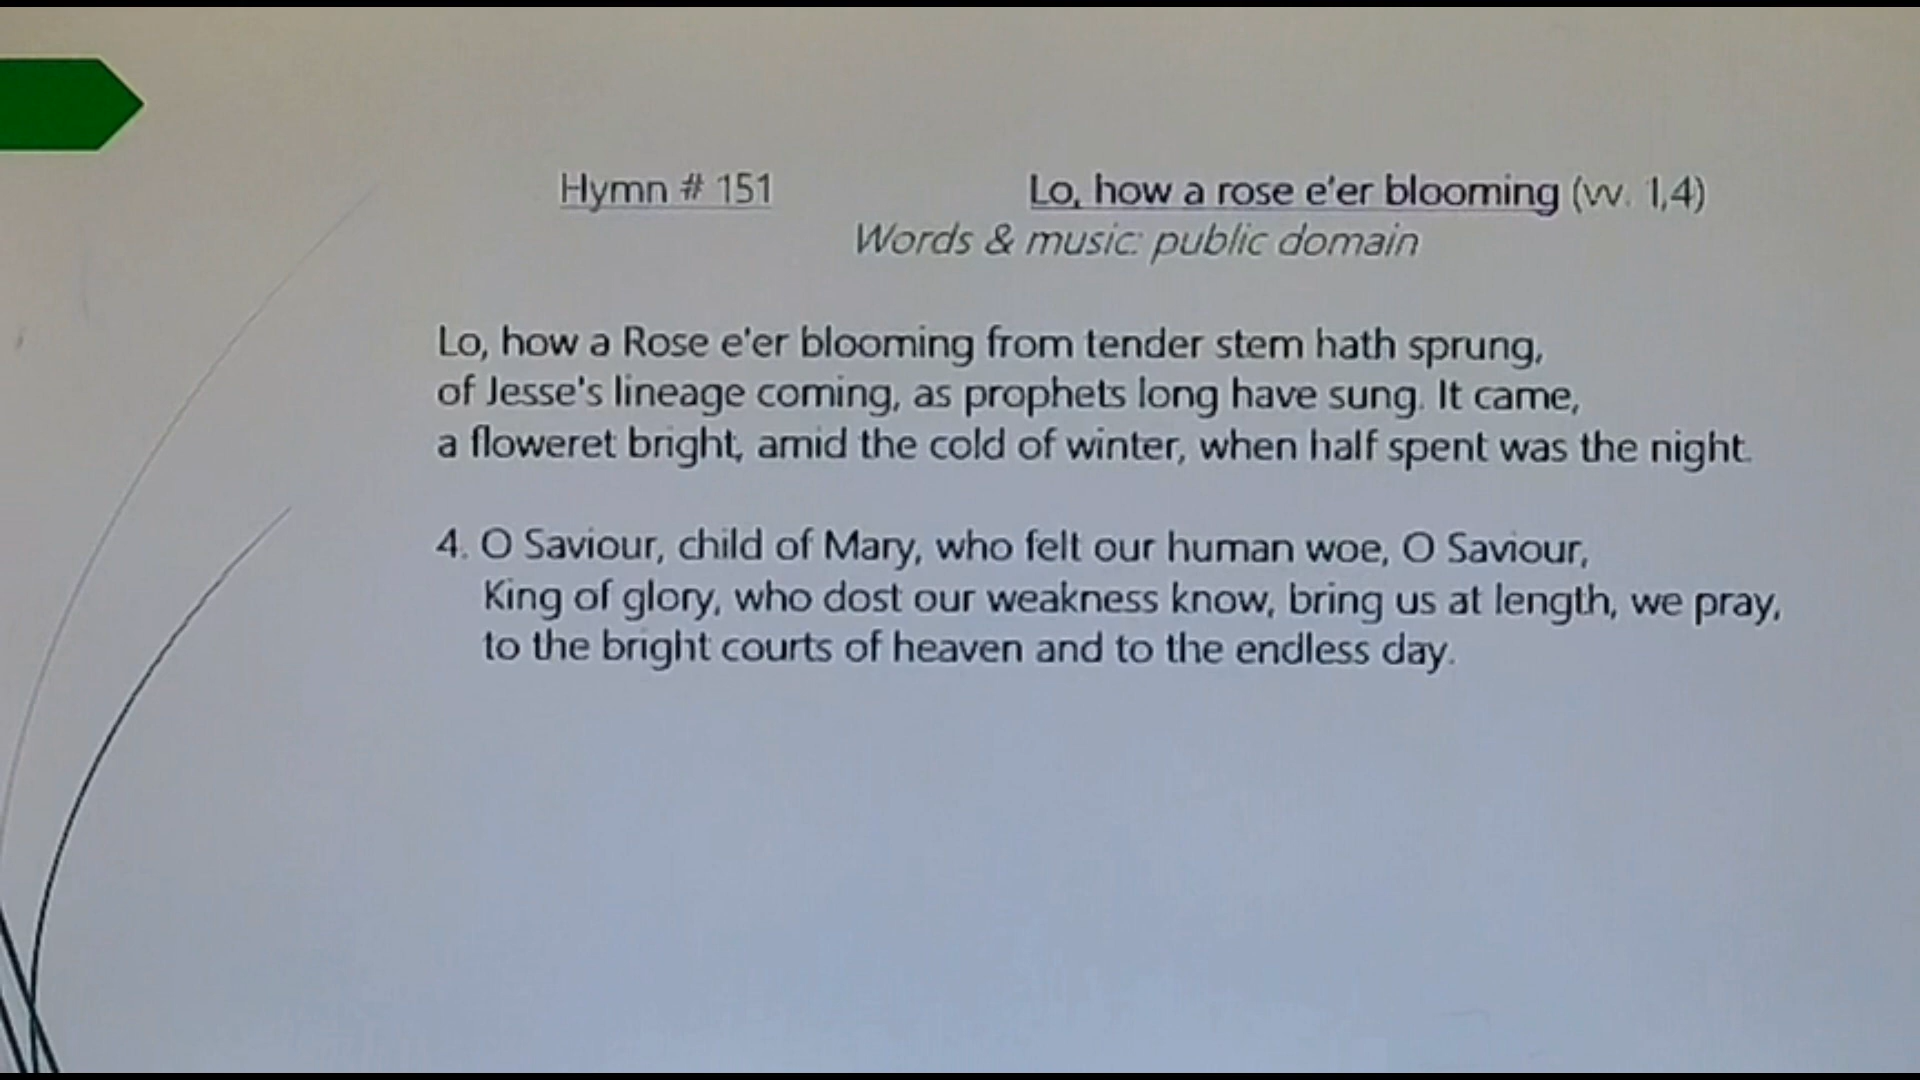 Hymn # 151 Lo, how a rose e'er blooming (vv. 1,4)
Words & music: public domain
Lo, how a Rose e'er blooming from tender stem hath sprung,
of Jesse's lineage coming, as prophets long have sung. It came,
a floweret bright, amid the cold of winter, when half spent was the night.
4. O Saviour, child of Mary, who felt our human woe, O Saviour,
King of glory, who dost our weakness know, bring us at length, we pray,
to the bright courts of heaven and to the endless day.